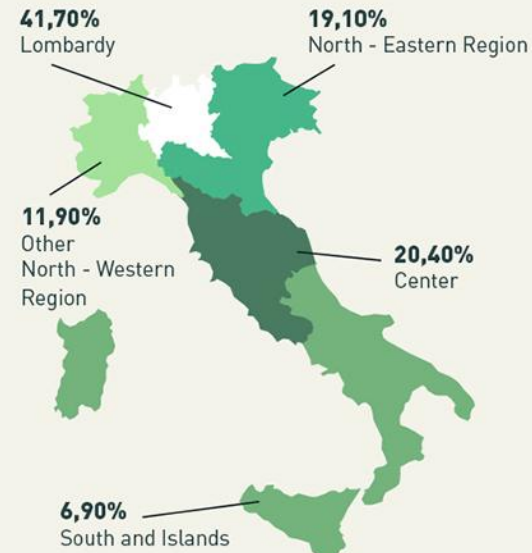 41,70%
Lombardy
19,10%
North - Eastern Region
11,90%
Other
North - Western
Region
20,40%
Center
6,90%
South and Islands